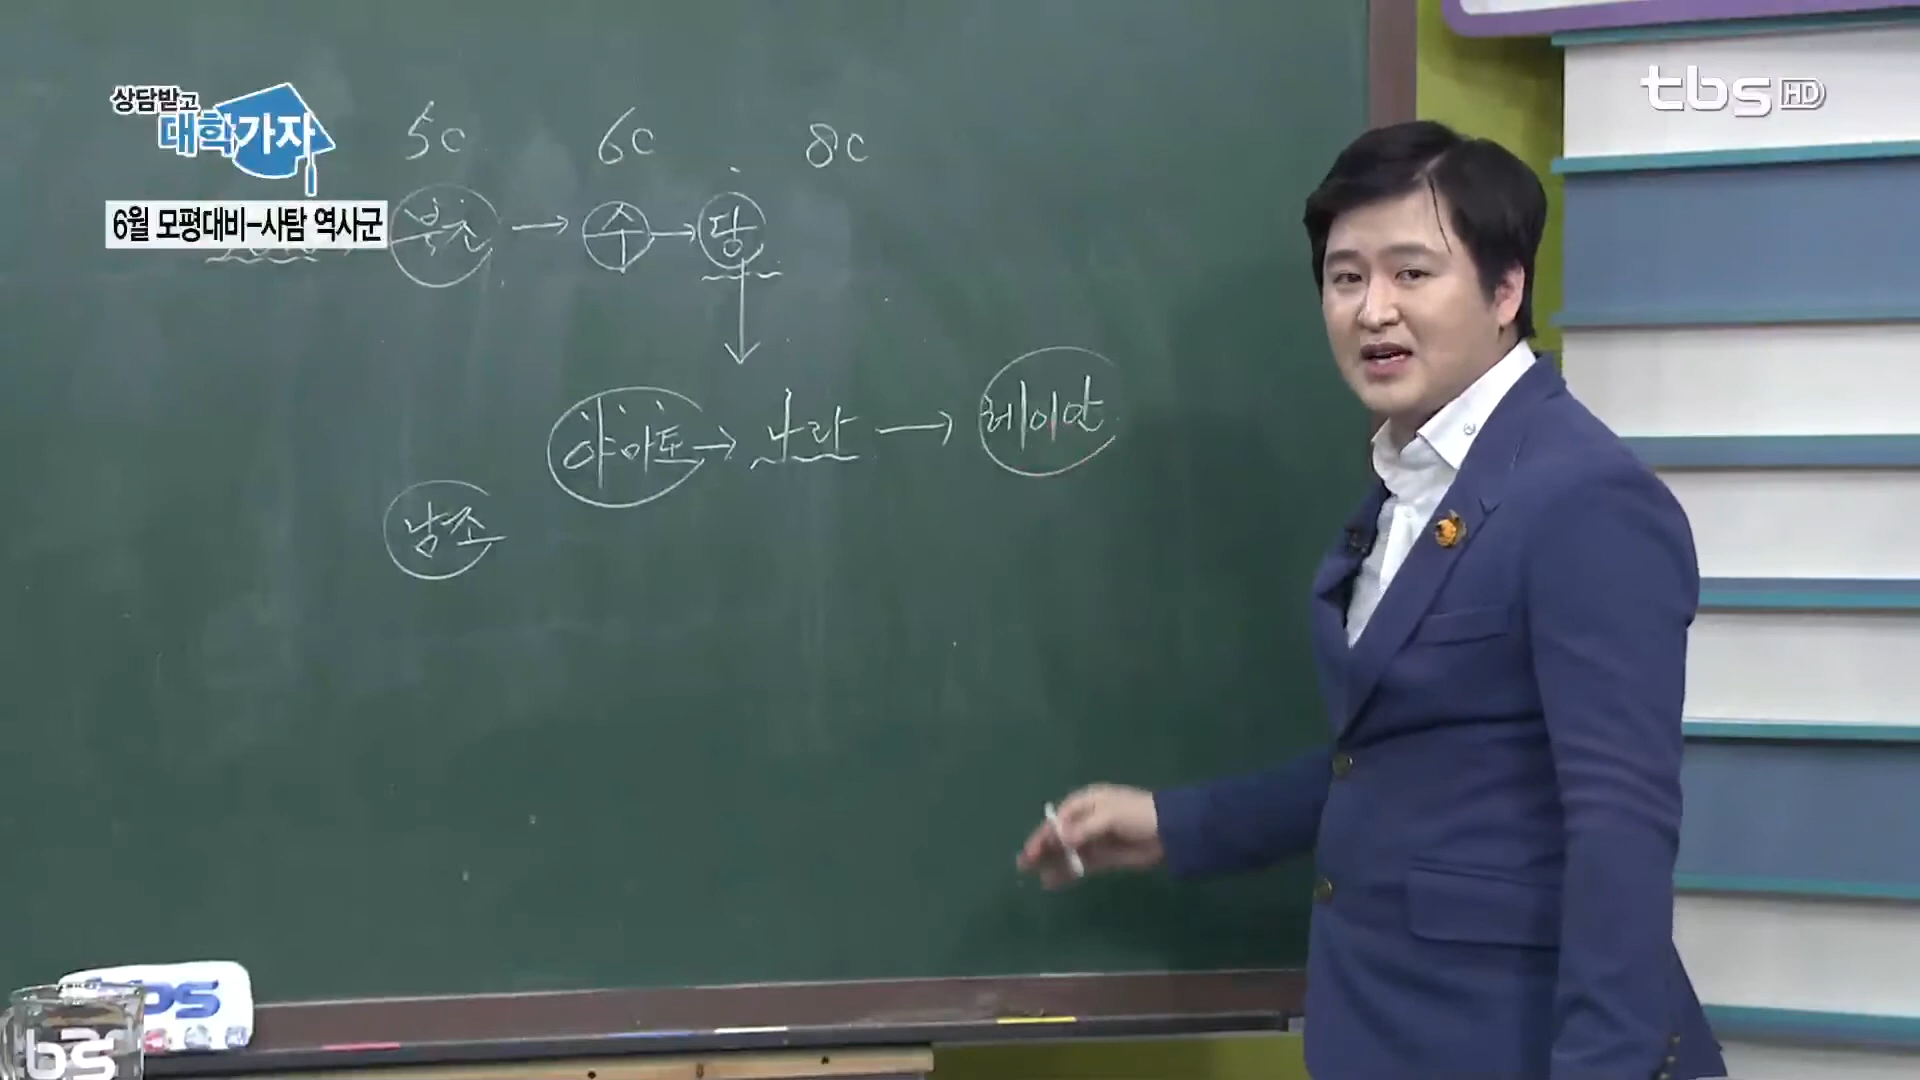 상담받고
대학가자
tbs HD
6월 모평대비-사탐 역사군
5C 6C 8C
북조 → 수 → 당
야마토 → 나라 → 헤이안
남조
tbs
tbs